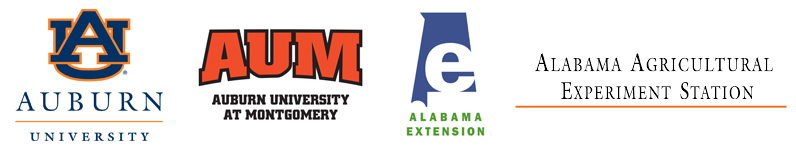 AU
AUBURN
UNIVERSITY
AUM
AUBURN UNIVERSITY
AT MONTGOMERY
e
ALABAMA
EXTENSION
ALABAMA AGRICULTURAL
EXPERIMENT STATION